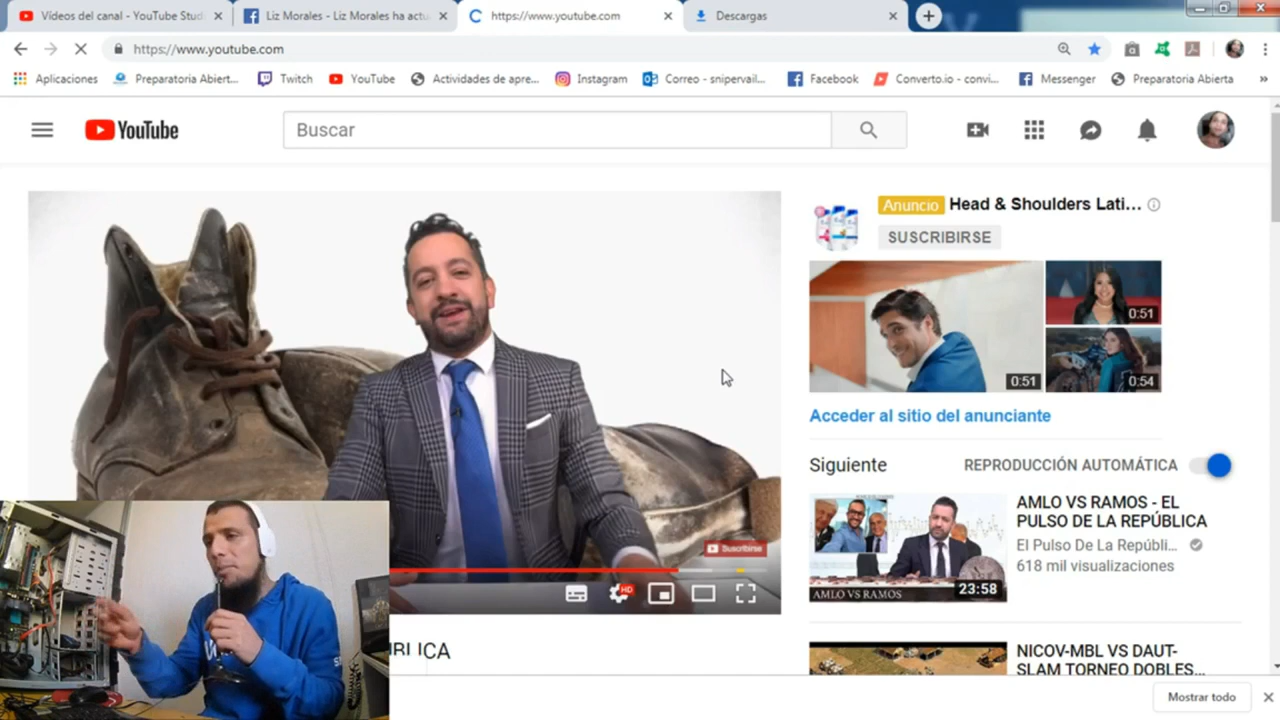 Vídeos del canal - YouTube Stud
Liz Morales - Liz Morales ha actu
https://www.youtube.com
Descargas
https://www.youtube.com
Aplicaciones
Preparatoria Abiert...
Twitch
YouTube
Actividades de apre...
Instagram
Correo - snipervail...
Facebook
Converto.io - convi...
Messenger
Preparatoria Abierta
»
YouTube
Buscar
Anuncio Head & Shoulders Lati...
SUSCRIBIRSE
0:51
0:51
0:54
Acceder al sitio del anunciante
Siguiente
REPRODUCCIÓN AUTOMÁTICA
AMLO VS RAMOS - EL
PULSO DE LA REPÚBLICA
El Pulso De La Repúbli...
618 mil visualizaciones
23:58
AMLO VS RAMOS
Suscribirse
HD
NICOV-MBL VS DAUT-
SLAM TORNEO DOBLES...
Mostrar todo